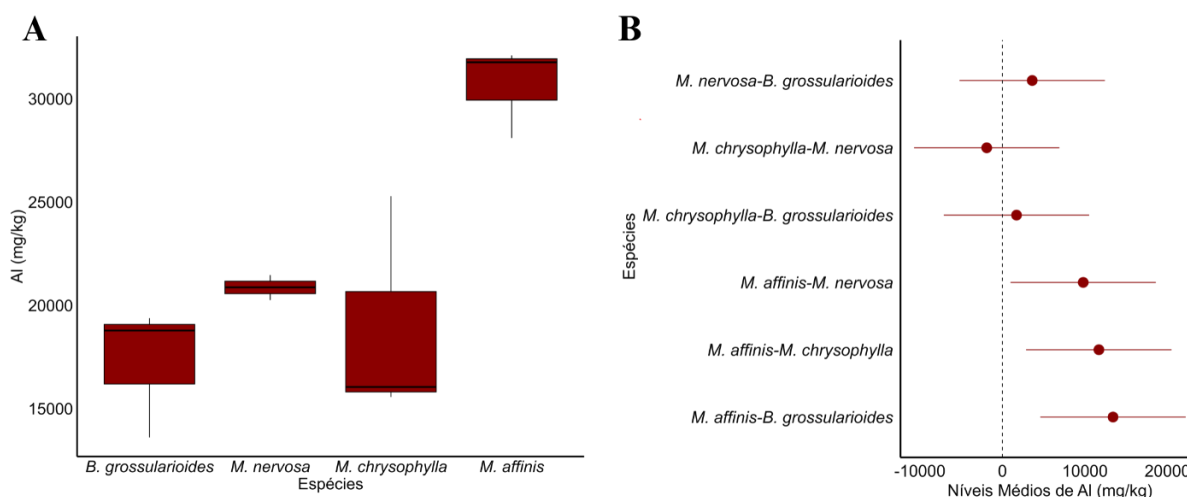 A
Al (mg/kg)
30000
25000
20000
15000
B. grossularioides M. nervosa M. chrysophylla M. affinis
Espécies
B
Espécies
M. nervosa-B. grossularioides
M. chrysophylla-M. nervosa
M. chrysophylla-B. grossularioides
M. affinis-M. nervosa
M. affinis-M. chrysophylla
M. affinis-B. grossularioides
-10000 0 10000 20000
Níveis Médios de Al (mg/kg)